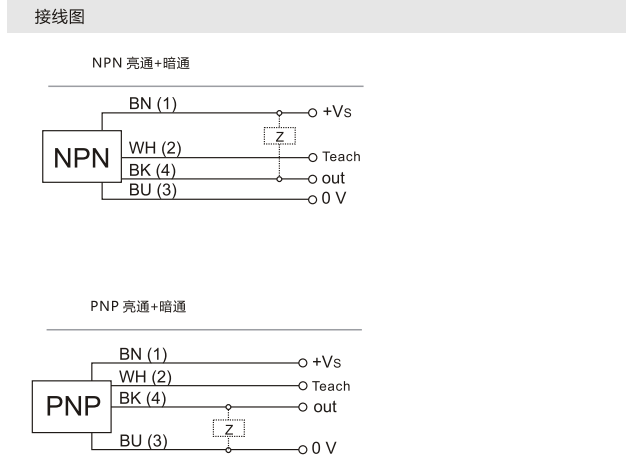 接线图
NPN 亮通+暗通
BN (1)
+Vs
Z
WH (2)
Teach
NPN
BK (4)
out
BU (3)
0 V
PNP 亮通+暗通
BN (1)
+Vs
WH (2)
Teach
BK (4)
out
PNP
Z
BU (3)
0 V